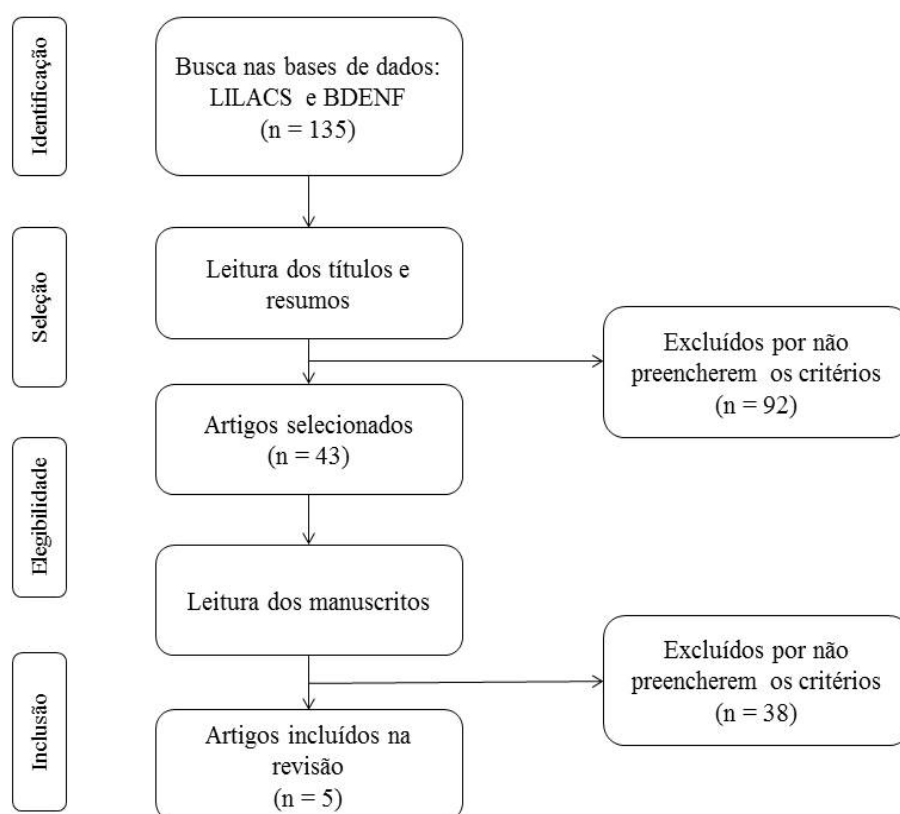 Identificação
Busca nas bases de dados:
LILACS e BDENF
(n = 135)
Seleção
Leitura dos títulos e
resumos
Excluídos por não
preencherem os critérios
(n = 92)
Artigos selecionados
(n = 43)
Elegibilidade
Leitura dos manuscritos
Excluídos por não
preencherem os critérios
(n = 38)
Inclusão
Artigos incluídos na
revisão
(n = 5)